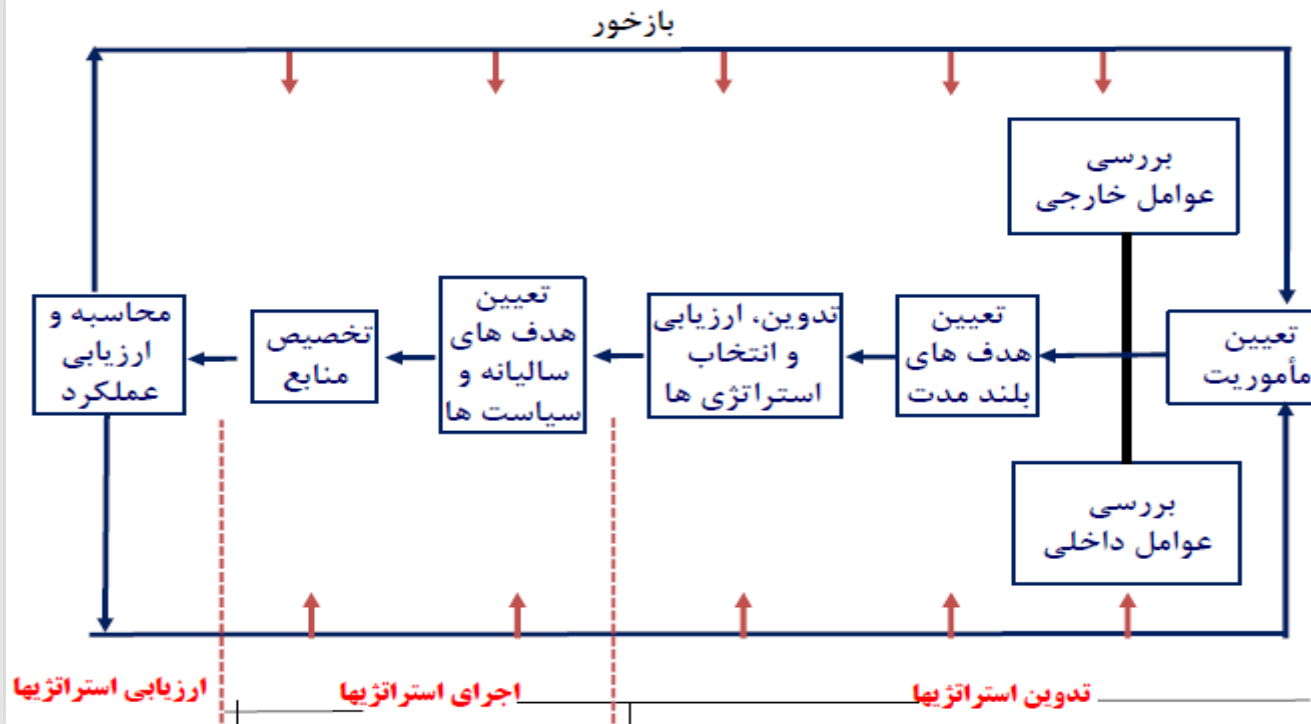 بازخور
بررسی
عوامل خارجی
تعیین
مأموریت
تعیین
هدف های
بلند مدت
تدوین، ارزیابی
و انتخاب
استراتژی ها
تعیین
هدف های
سالیانه و
سیاست ها
تخصیص
منابع
محاسبه و
ارزیابی
عملکرد
بررسی
عوامل داخلی
تدوین استراتژیها
اجرای استراتژیها
ارزیابی استراتژیها